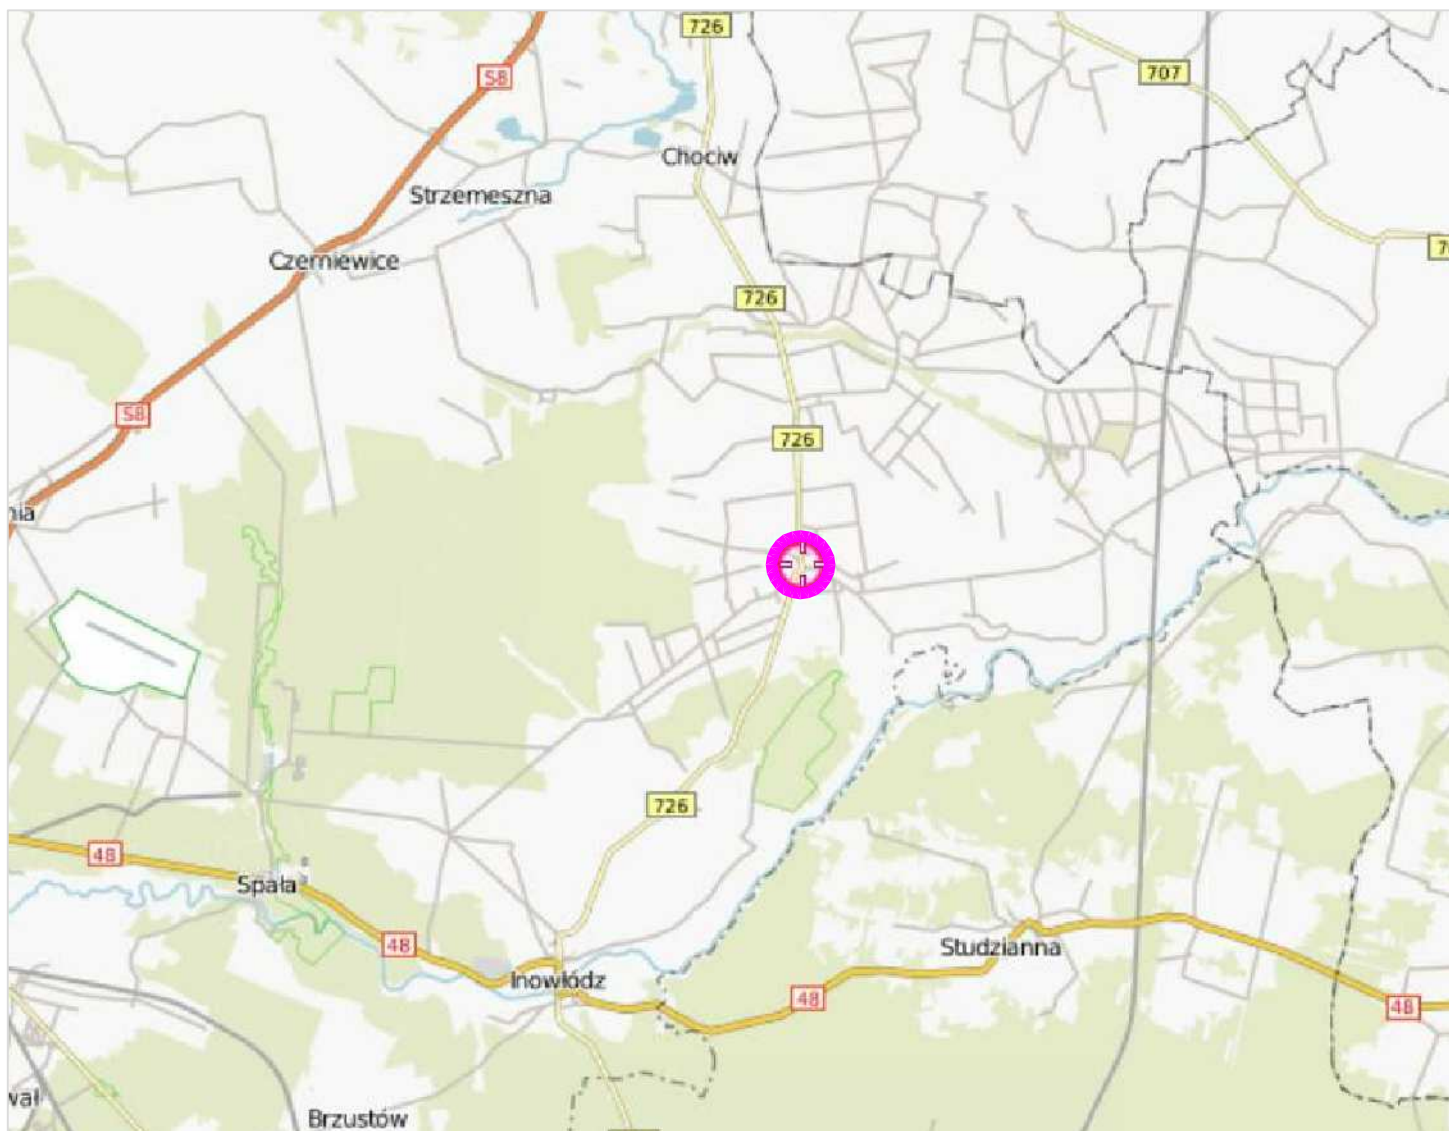 726
S8
707
Chociw
Strzemeszna
Czerniewice
726
S8
726
726
48
Spała
48
Studzianna
Inowłódz
48
48
Brzustów